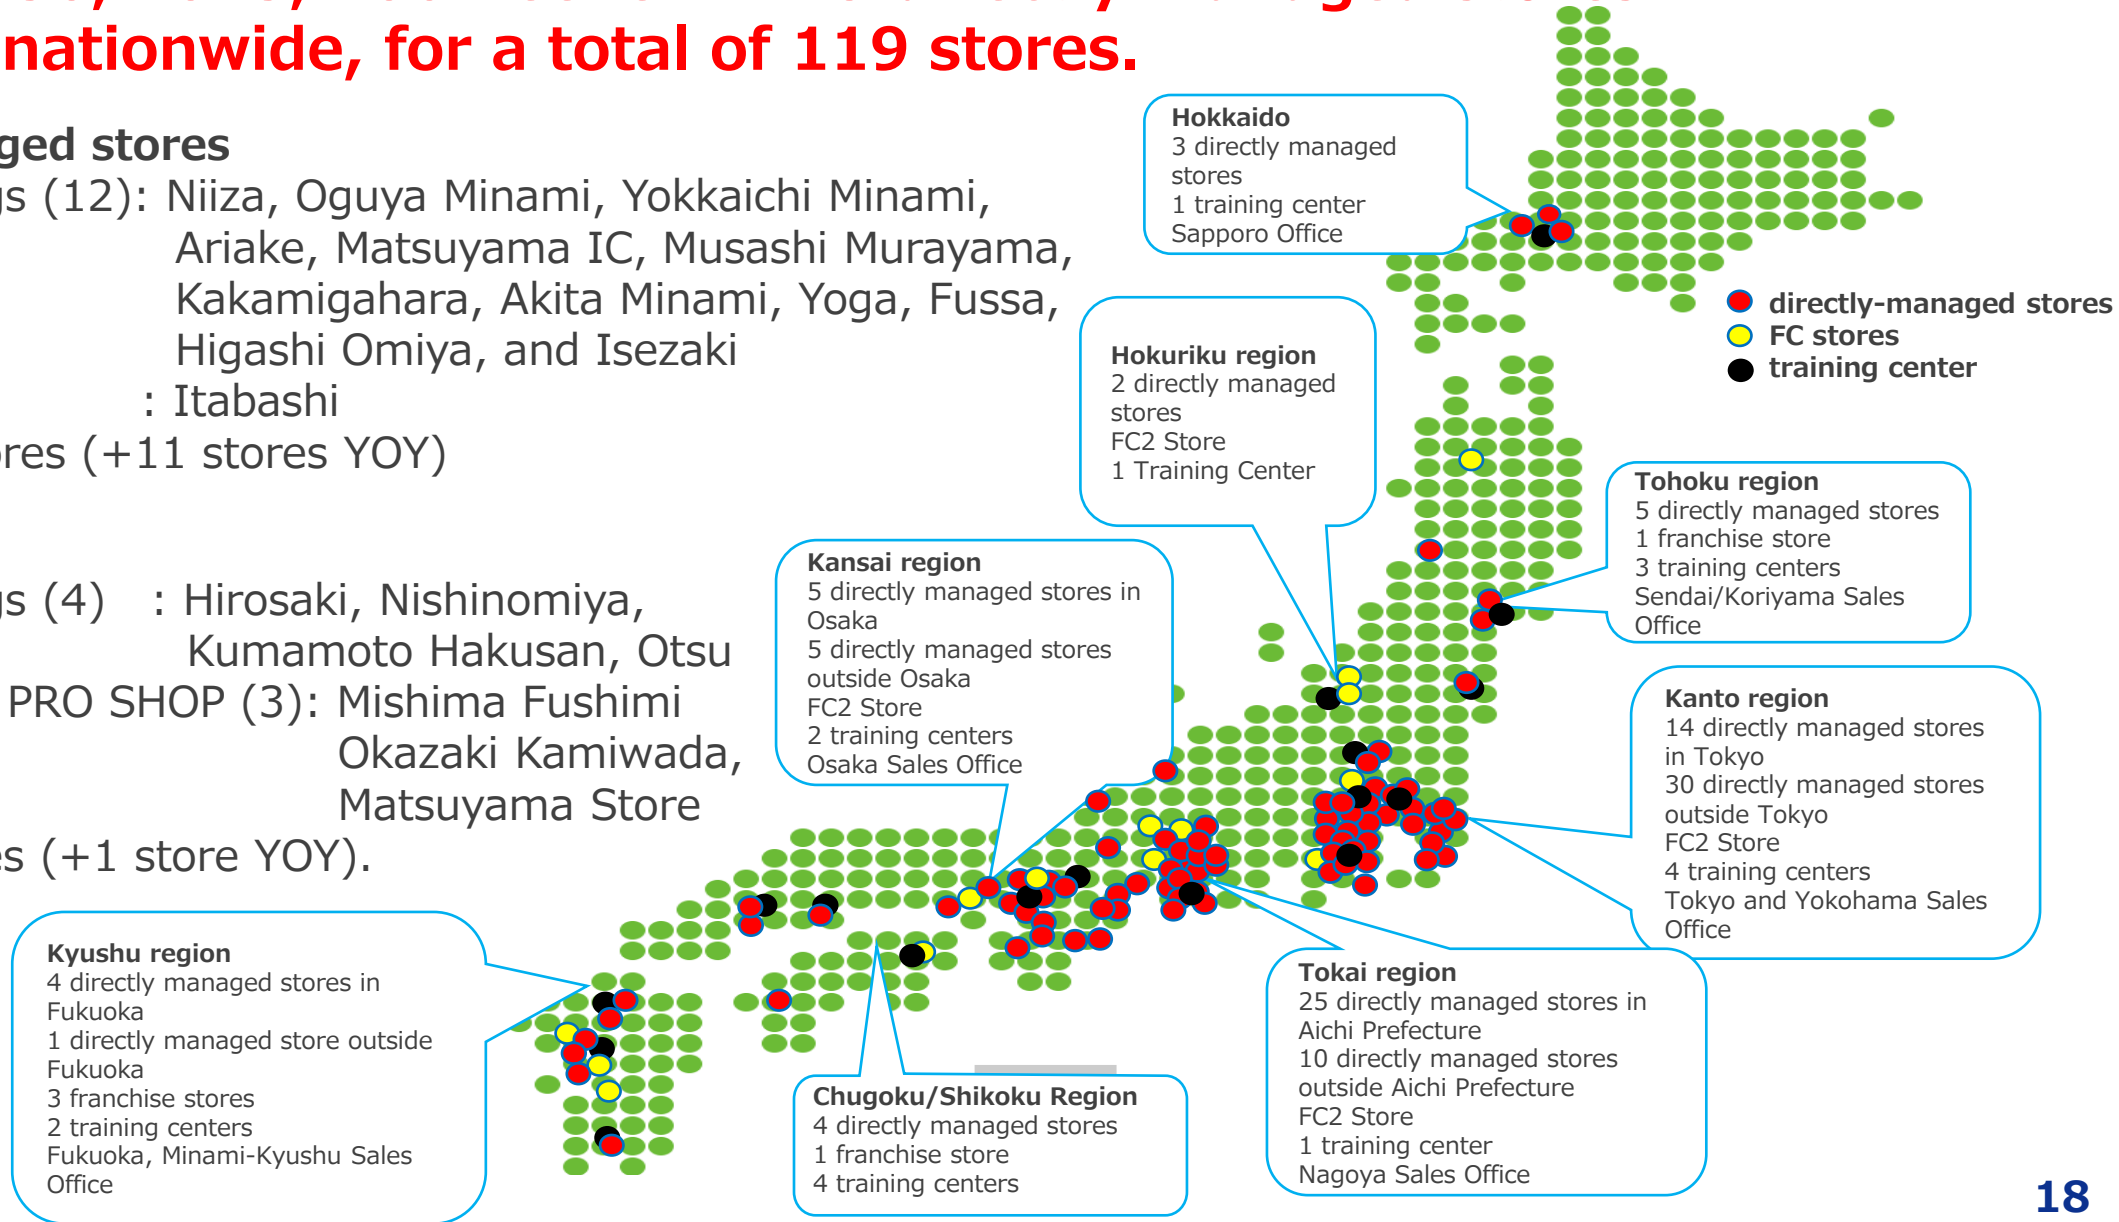 nationwide, for a total of 119 stores.
ged stores
gs (12): Niiza, Oguya Minami, Yokkaichi Minami,
Ariake, Matsuyama IC, Musashi Murayama,
Kakamigahara, Akita Minami, Yoga, Fussa,
Higashi Omiya, and Isezaki
: Itabashi
ores (+11 stores YOY)
gs (4) : Hirosaki, Nishinomiya,
Kumamoto Hakusan, Otsu
PRO SHOP (3): Mishima Fushimi
Okazaki Kamiwada,
Matsuyama Store
es (+1 store YOY).
Hokkaido
3 directly managed
stores
1 training center
Sapporo Office
directly-managed stores
FC stores
training center
Hokuriku region
2 directly managed
stores
FC2 Store
1 Training Center
Tohoku region
5 directly managed stores
1 franchise store
3 training centers
Sendai/Koriyama Sales
Office
Kansai region
5 directly managed stores in
Osaka
5 directly managed stores
outside Osaka
FC2 Store
2 training centers
Osaka Sales Office
Kanto region
14 directly managed stores
in Tokyo
30 directly managed stores
outside Tokyo
FC2 Store
4 training centers
Tokyo and Yokohama Sales
Office
Kyushu region
4 directly managed stores in
Fukuoka
1 directly managed store outside
Fukuoka
3 franchise stores
2 training centers
Fukuoka, Minami-Kyushu Sales
Office
Chugoku/Shikoku Region
4 directly managed stores
1 franchise store
4 training centers
Tokai region
25 directly managed stores in
Aichi Prefecture
10 directly managed stores
outside Aichi Prefecture
FC2 Store
1 training center
Nagoya Sales Office
18